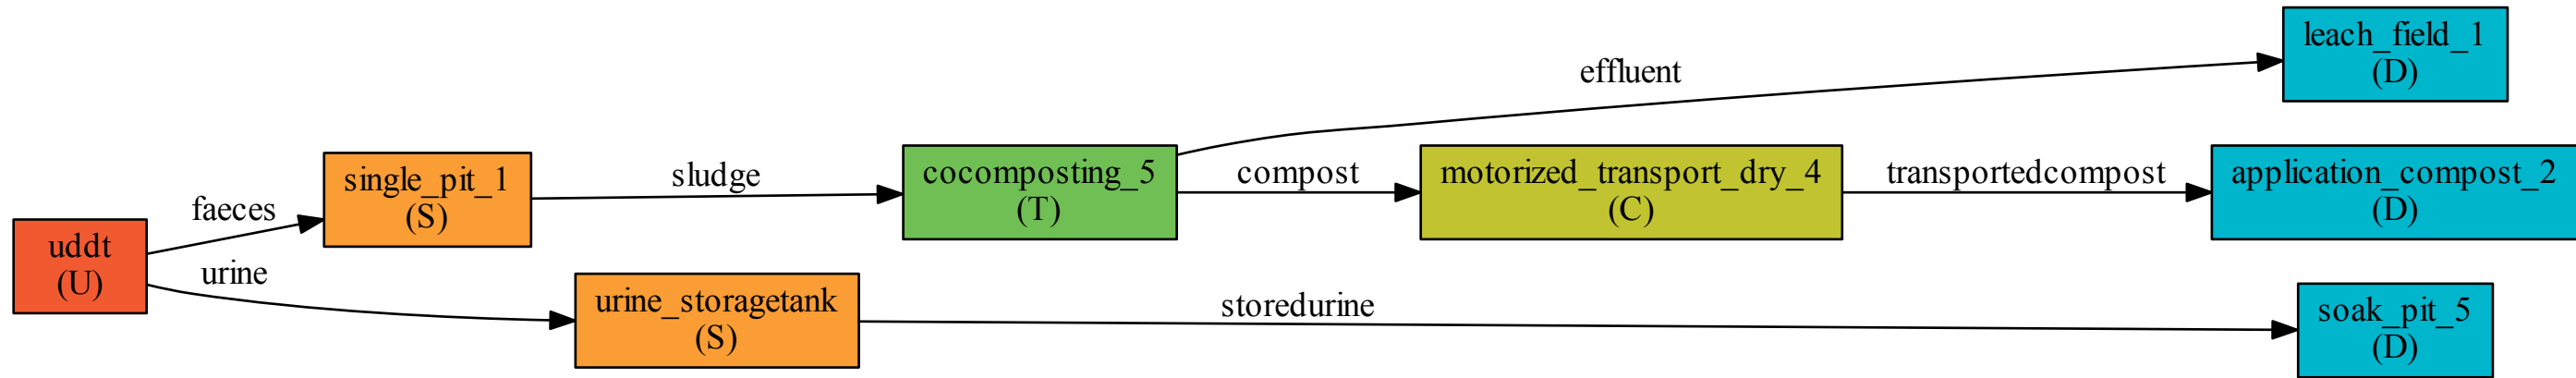 uddt
(U)
faeces
urine
single_pit_1
(S)
urine_storagetank
(S)
sludge
cocomposting_5
(T)
storedurine
effluent
compost
motorized_transport_dry_4
(C)
transportedcompost
leach_field_1
(D)
application_compost_2
(D)
soak_pit_5
(D)